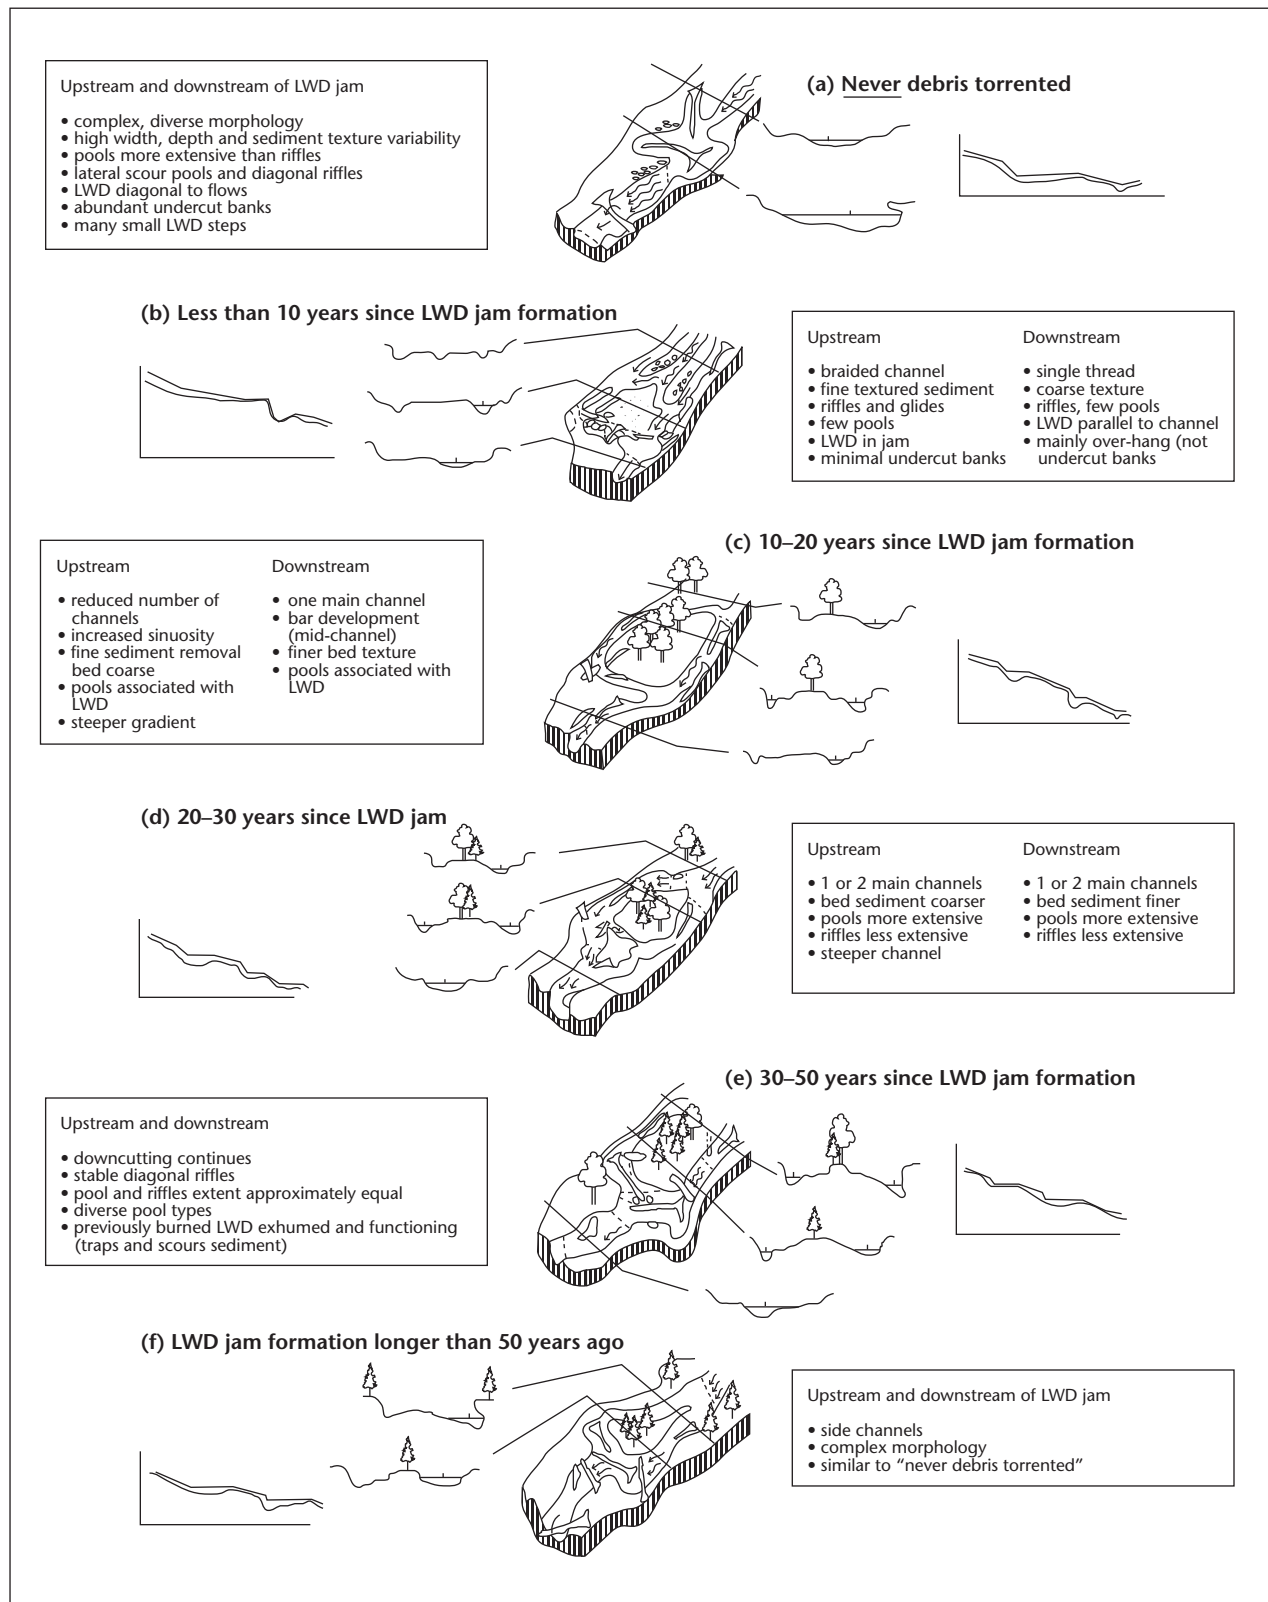 Upstream and downstream of LWD jam
• complex, diverse morphology
• high width, depth and sediment texture variability
• pools more extensive than riffles
• lateral scour pools and diagonal riffles
• LWD diagonal to flows
• abundant undercut banks
• many small LWD steps
(a) Never debris torrented
(b) Less than 10 years since LWD jam formation
Upstream
• braided channel
• fine textured sediment
• riffles and glides
• few pools
• LWD in jam
• minimal undercut banks
Downstream
• single thread
• coarse texture
• riffles, few pools
• LWD parallel to channel
• mainly over-hang (not
undercut banks
(c) 10–20 years since LWD jam formation
Upstream
• reduced number of
channels
• increased sinuosity
• fine sediment removal
bed coarse
• pools associated with
LWD
• steeper gradient
Downstream
• one main channel
• bar development
(mid-channel)
• finer bed texture
• pools associated with
LWD
(d) 20–30 years since LWD jam
Upstream
• 1 or 2 main channels
• bed sediment coarser
• pools more extensive
• riffles less extensive
• steeper channel
Downstream
• 1 or 2 main channels
• bed sediment finer
• pools more extensive
• riffles less extensive
(e) 30–50 years since LWD jam formation
Upstream and downstream
• downcutting continues
• stable diagonal riffles
• pool and riffles extent approximately equal
• diverse pool types
• previously burned LWD exhumed and functioning
(traps and scours sediment)
(f) LWD jam formation longer than 50 years ago
Upstream and downstream of LWD jam
• side channels
• complex morphology
• similar to “never debris torrented”